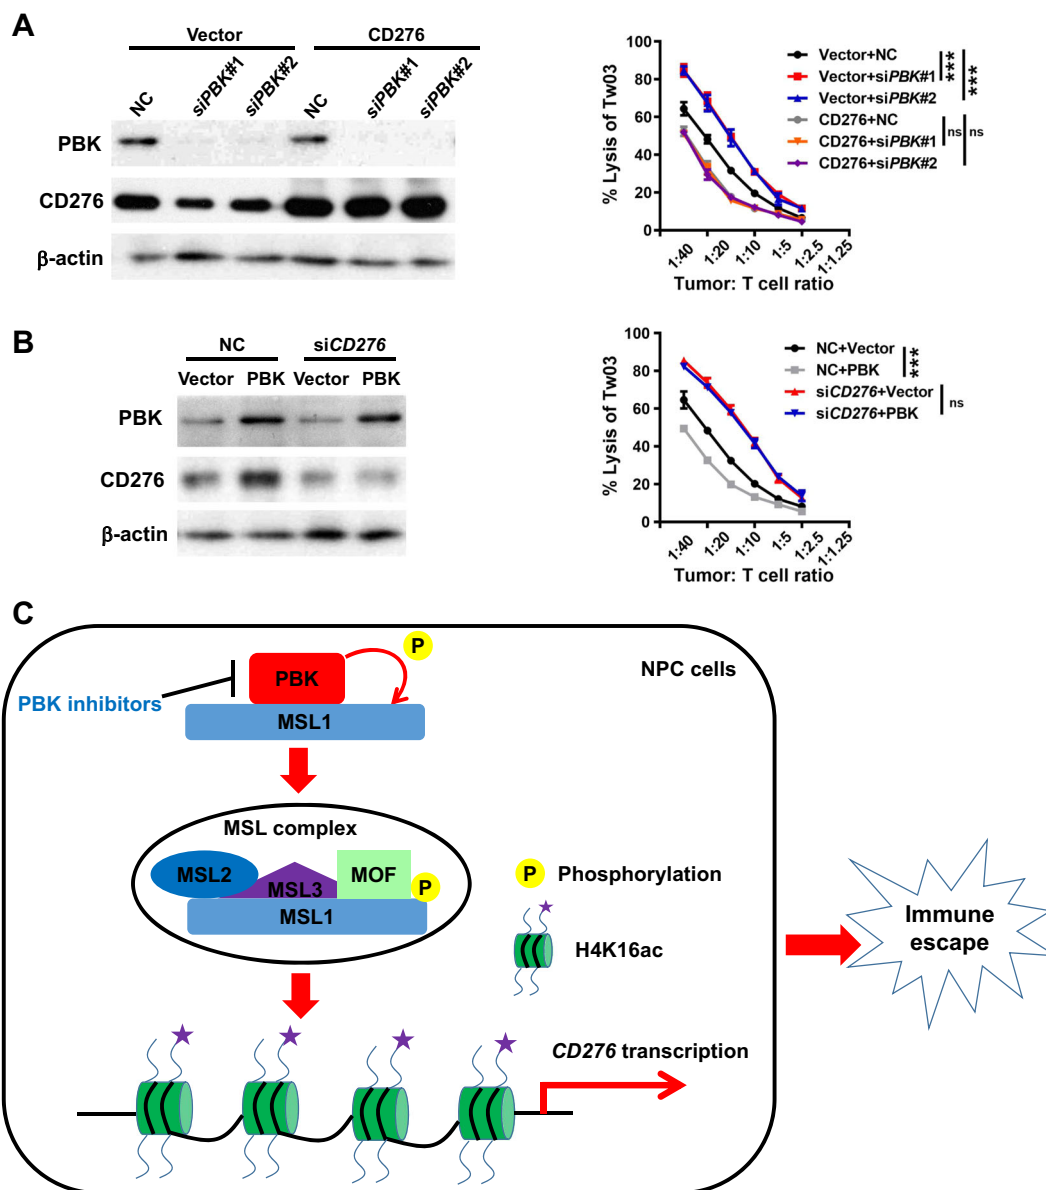 A
Vector
CD276
NC
siPBK#1
siPBK#2
NC
siPBK#1
siPBK#2
PBK
CD276
β-actin
% Lysis of Tw03
100
80
60
40
20
0
1:40
1:20
1:10
1:5
1:2.5
1:1.25
Tumor: T cell ratio
Vector+NC
Vector+siPBK#1
Vector+siPBK#2
CD276+NC
CD276+siPBK#1
CD276+siPBK#2
***
***
ns
ns
B
NC
siCD276
Vector
PBK
Vector
PBK
PBK
CD276
β-actin
% Lysis of Tw03
100
80
60
40
20
0
1:40
1:20
1:10
1:5
1:2.5
1:1.25
Tumor: T cell ratio
NC+Vector
NC+PBK
siCD276+Vector
siCD276+PBK
***
ns
C
P
NPC cells
PBK
PBK inhibitors
MSL1
MSL complex
MSL2
MSL3
MOF
P
MSL1
P
Phosphorylation
H4K16ac
Immune
escape
CD276 transcription